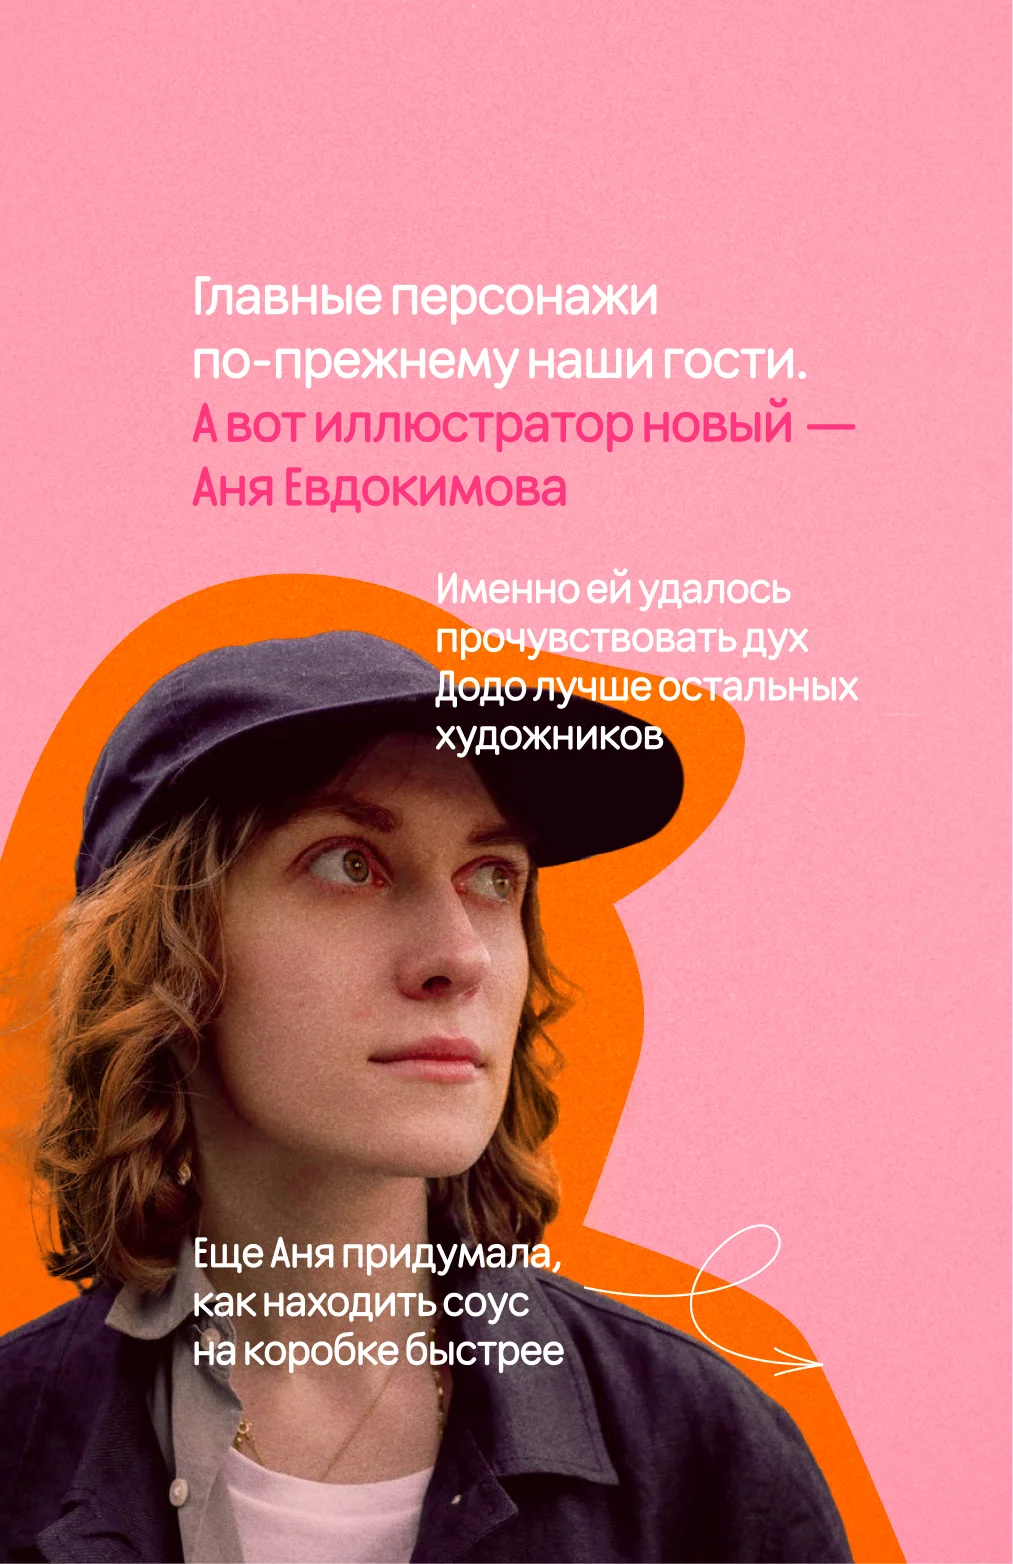 Главные персонажи
по-прежнему наши гости.
А вот иллюстратор новый —
Аня Евдокимова
Именно ей удалось
прочувствовать дух
Додо лучше остальных
художников
Еще Аня придумала,
как находить соус
на коробке быстрее